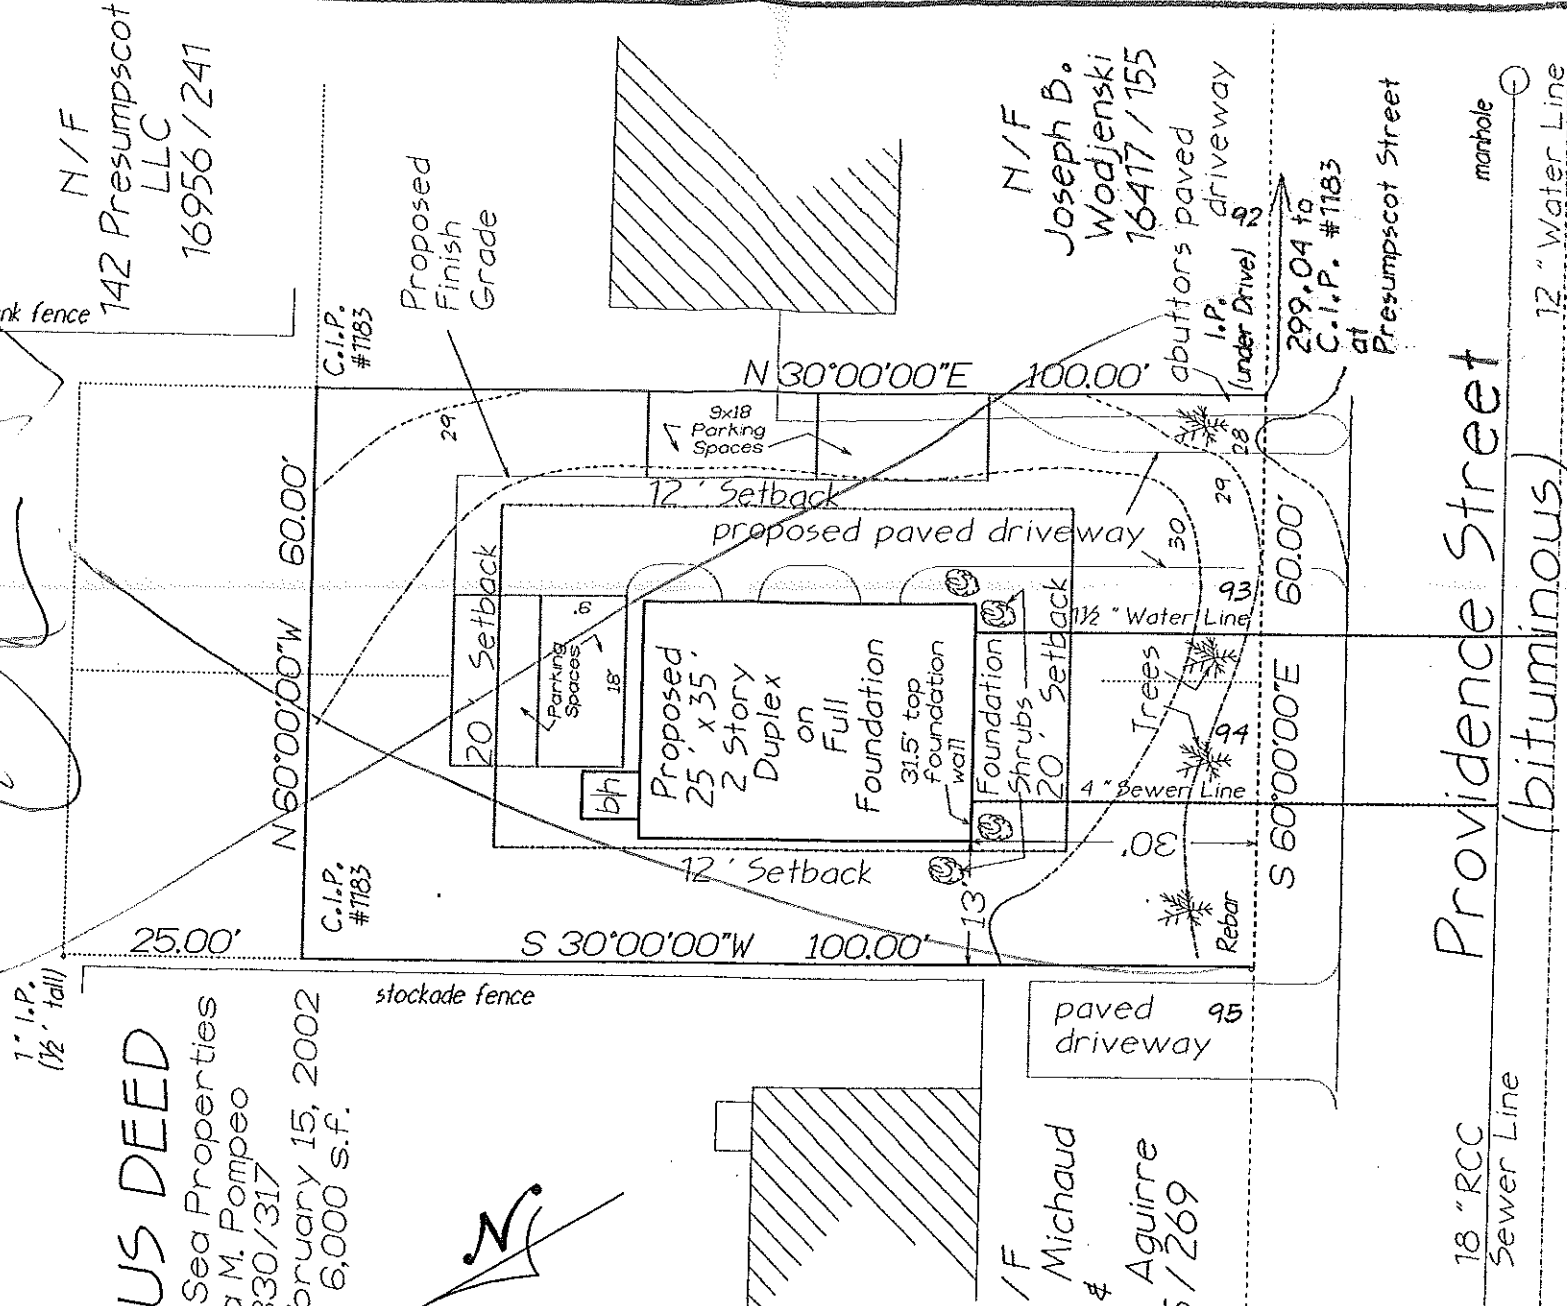 N/F
142 Presumpscot
LLC
16956/241
nk fence
C.I.P.
#1183
Proposed
Finish
Grade
N/F
Joseph B.
Wodjenski
16417/155
abuttors paved
driveway
I.P.
(under Drive)
92
299.04 to
C.I.P. #1183
at
Presumpscot Street
manhole
12 " Water Line
N 30°00'00"E 100.00'
29
9x18
Parking
Spaces
28
29
30
12 ' Setback
proposed paved driveway
N 60°00'00"W 60.00'
20 ' Setback
Parking
Spaces
9'
18'
bh
Proposed
25 ' x 35 '
2 Story
Duplex
on
Full
Foundation
31.5' top
foundation
wall
Foundation
Shrubs
20 ' Setback
1½ " Water Line
93
Trees
94
4 " Sewer Line
30'
S 60°00'00"E 60.00'
Providence Street
(bituminous)
12 ' Setback
13'
Rebar
C.I.P.
#1183
25.00'
S 30°00'00"W 100.00'
1" I.P.
(½ ' tall)
stockade fence
paved
driveway
95
US DEED
Sea Properties
a M. Pompeo
330/317
bruary 15, 2002
6,000 s.f.
N
/F
Michaud
&
Aguirre
/269
18 " RCC
Sewer Line